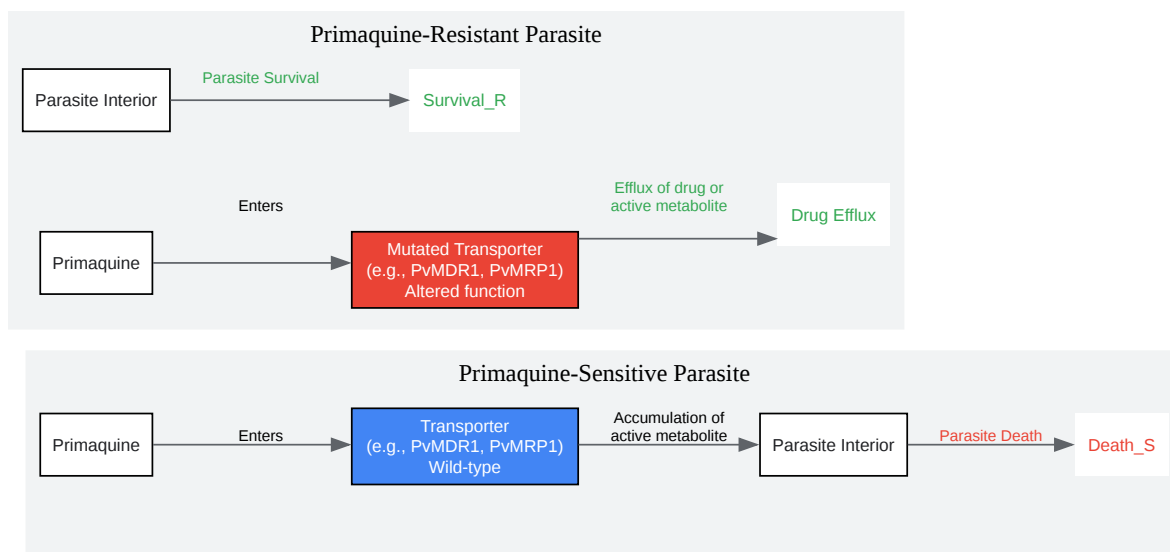 Primaquine-Resistant Parasite
Parasite Interior
Parasite Survival
Survival_R
Primaquine
Enters
Mutated Transporter
(e.g., PvMDR1, PvMRP1)
Altered function
Efflux of drug or
active metabolite
Drug Efflux
Primaquine-Sensitive Parasite
Primaquine
Enters
Transporter
(e.g., PvMDR1, PvMRP1)
Wild-type
Accumulation of
active metabolite
Parasite Interior
Parasite Death
Death_S